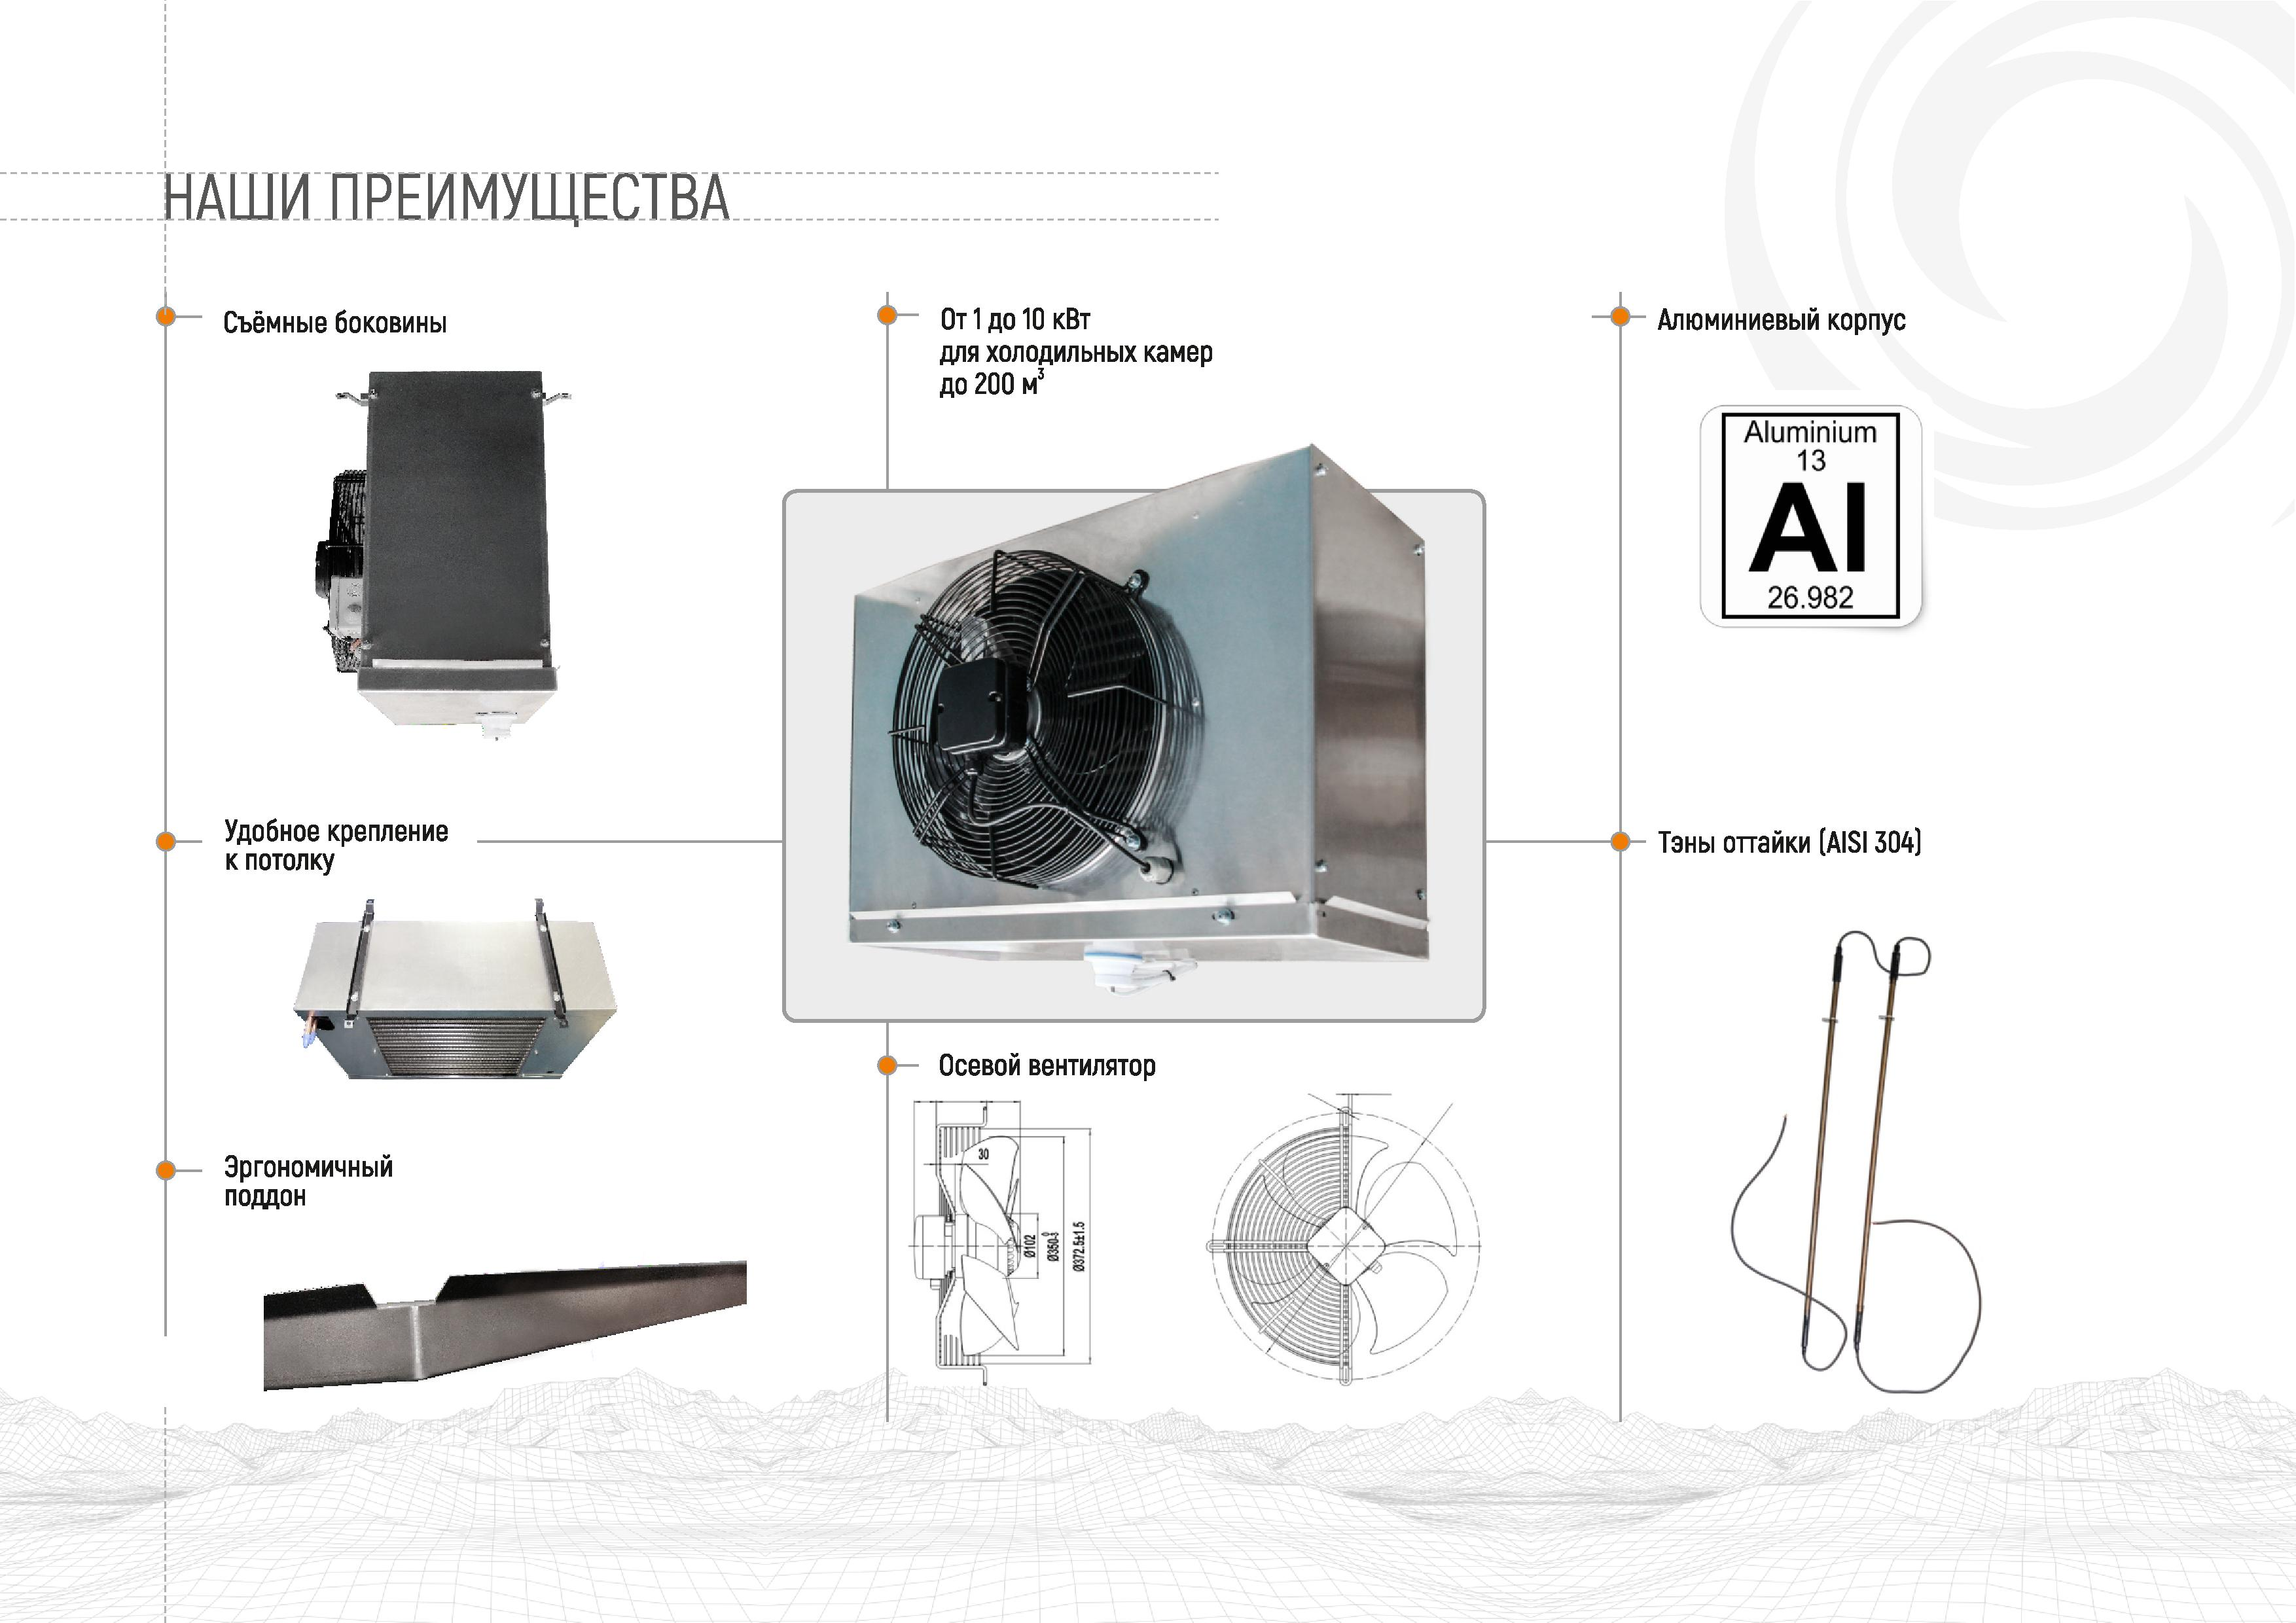 НАШИ ПРЕИМУЩЕСТВА
Съёмные боковины
Удобное крепление
к потолку
Эргономичный
поддон
От 1 до 10 кВт
для холодильных камер
до 200 м³
Осевой вентилятор
30
Ø102
Ø350-⁰₃
Ø372.5±1.5
Алюминиевый корпус
Aluminium
13
Al
26.982
Тэны оттайки (AISI 304)